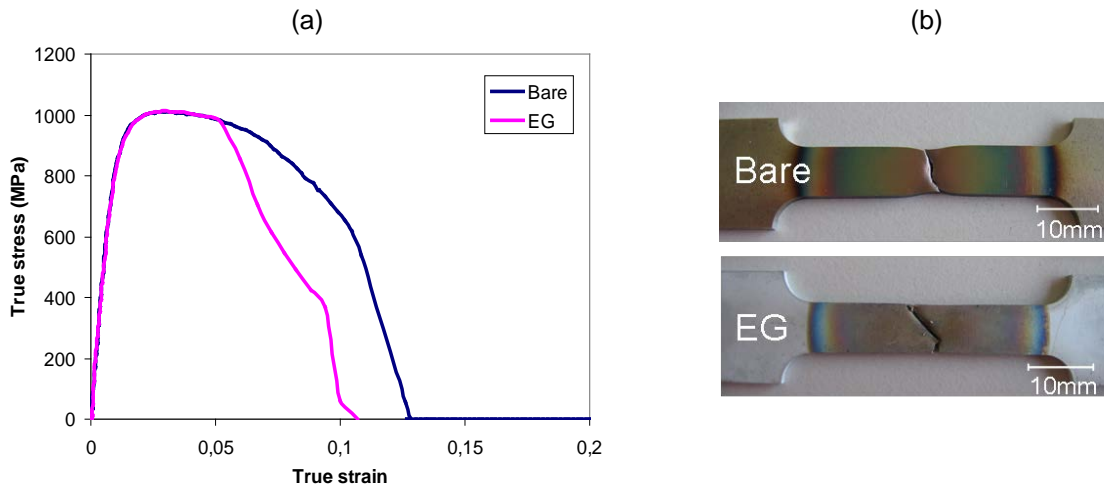 (a)
(b)
1200
1000
800
600
400
200
0
True stress (MPa)
0
0,05
0,1
0,15
0,2
True strain
Bare
EG
Bare
10mm
EG
10mm